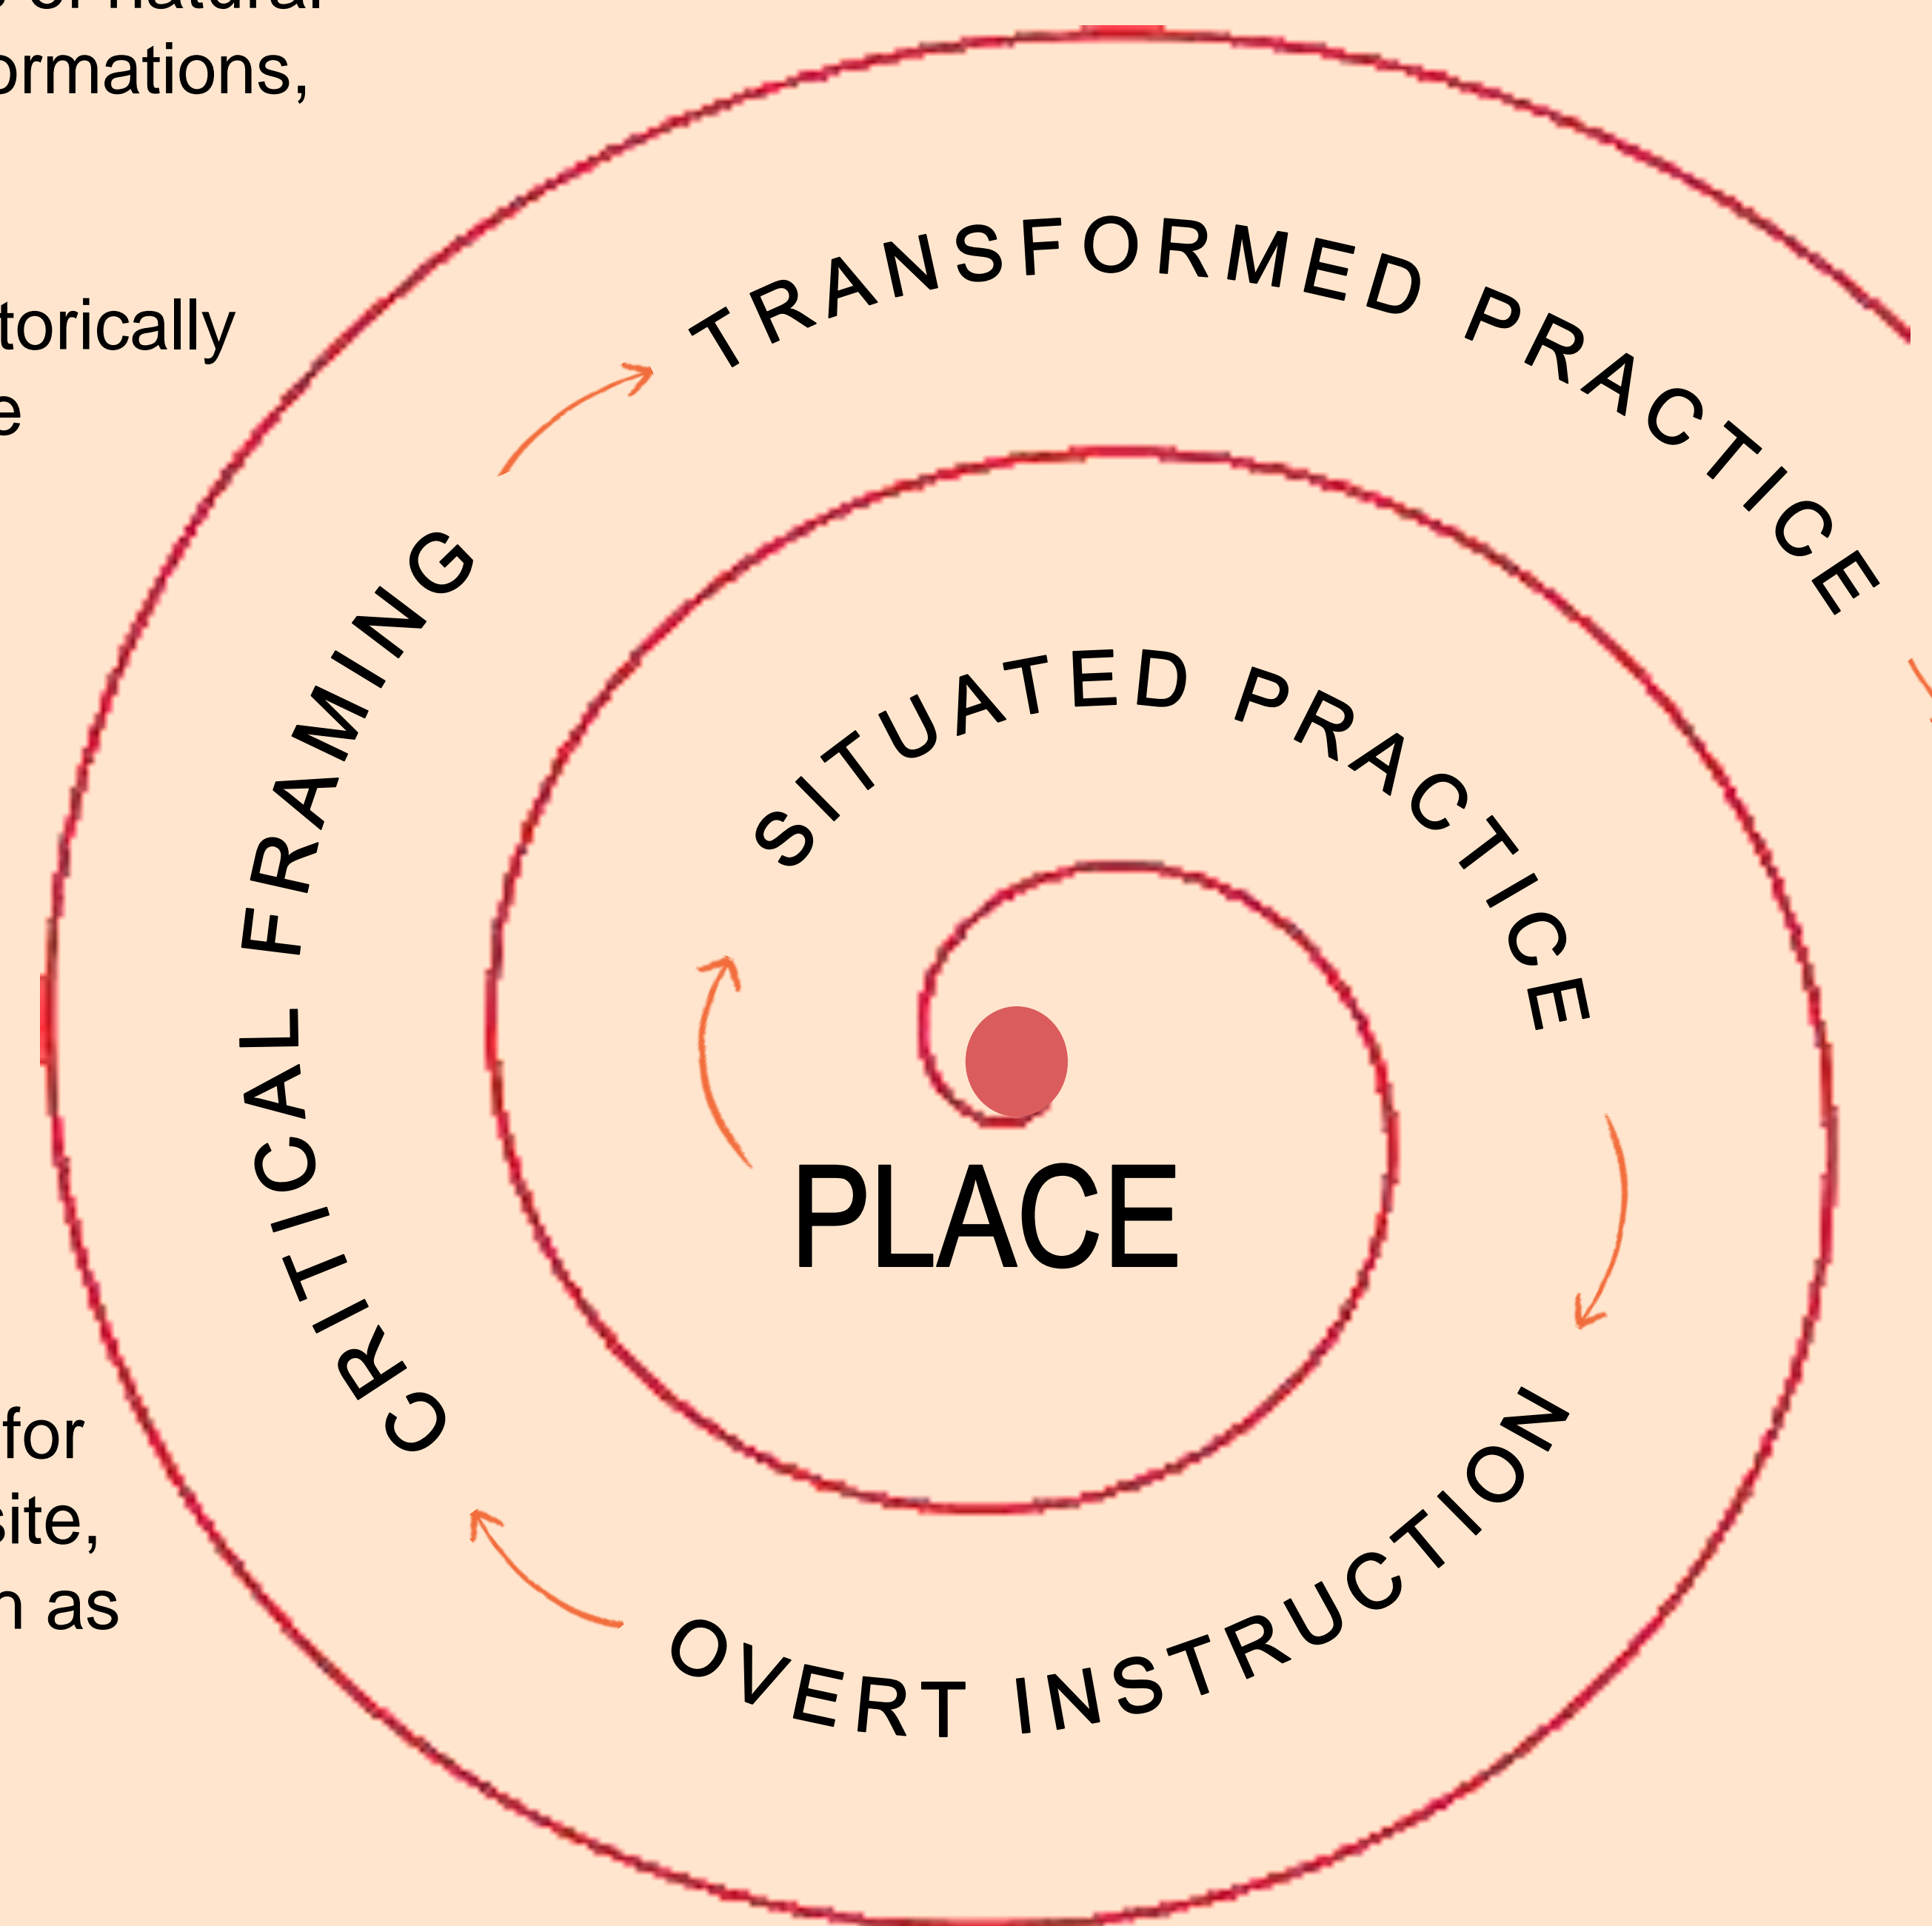 ormations,
torically
TRANSFORMED PRACTICE
CRITICAL FRAMING
SITUATED PRACTICE
PLACE
OVERT INSTRUCTION
for
site,
as